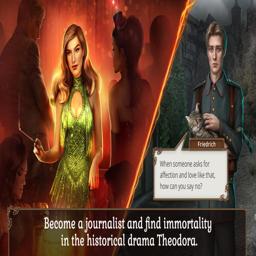 Friedrich
When someone asks for
affection and love like that,
how can you say no?
Become a journalist and find immortality
in the historical drama Theodora.